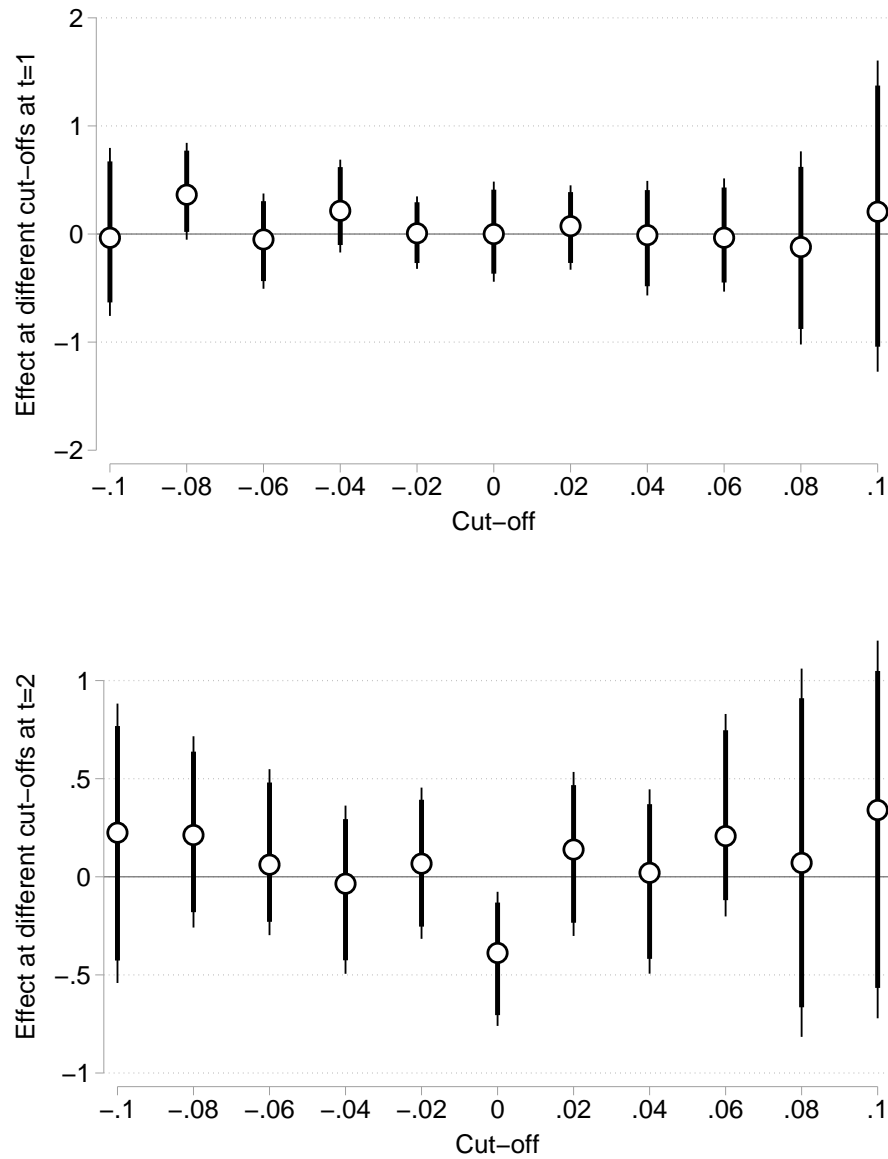 Effect at different cut−offs at t=1
2
1
0
−1
−2
−.1 −.08 −.06 −.04 −.02 0 .02 .04 .06 .08 .1
Cut−off
Effect at different cut−offs at t=2
1
.5
0
−.5
−1
−.1 −.08 −.06 −.04 −.02 0 .02 .04 .06 .08 .1
Cut−off